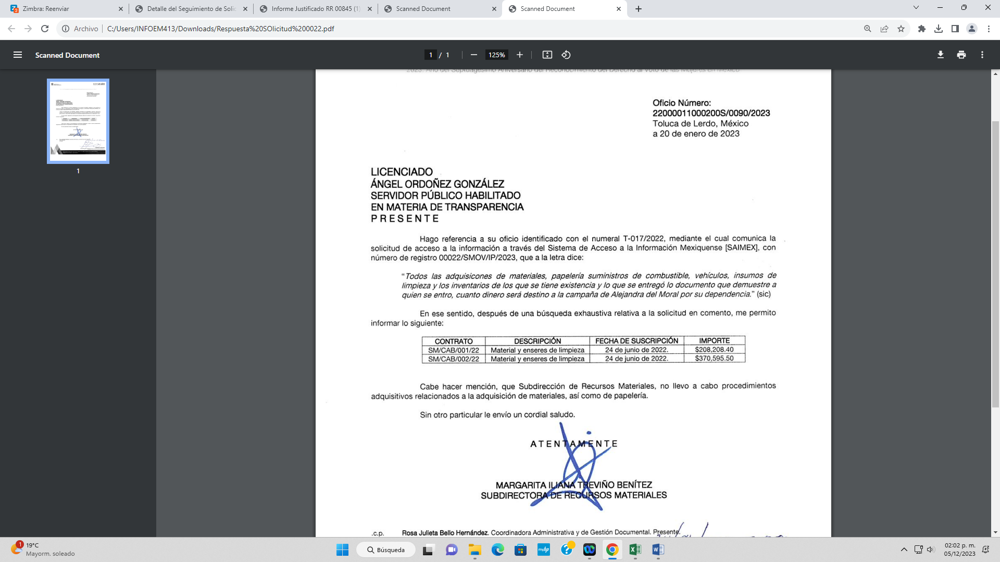 Zimbra: Reenviar
Detalle del Seguimiento de Solic
Informe Justificado RR 00845 (1)
Scanned Document
Scanned Document
Archivo
C:/Users/INFOEM413/Downloads/Respuesta%20SOlicitud%200022.pdf
Scanned Document
1 / 1
125%
1
2023. Año del Septuagésimo Aniversario del Reconocimiento del Derecho al Voto de las Mujeres en México
Oficio Número:
22000011000200S/0090/2023
Toluca de Lerdo, México
a 20 de enero de 2023
LICENCIADO
ÁNGEL ORDOÑEZ GONZÁLEZ
SERVIDOR PÚBLICO HABILITADO
EN MATERIA DE TRANSPARENCIA
P R E S E N T E
Hago referencia a su oficio identificado con el numeral T-017/2022, mediante el cual comunica la
solicitud de acceso a la información a través del Sistema de Acceso a la Información Mexiquense [SAIMEX], con
número de registro 00022/SMOV/IP/2023, que a la letra dice:
"Todos las adquisicones de materiales, papelería suministros de combustible, vehículos, insumos de
limpieza y los inventarios de los que se tiene existencia y lo que se entregó lo documento que demuestre a
quien se entro, cuanto dinero será destino a la campaña de Alejandra del Moral por su dependencia." (sic)
En ese sentido, después de una búsqueda exhaustiva relativa a la solicitud en comento, me permito
informar lo siguiente:
CONTRATO DESCRIPCIÓN FECHA DE SUSCRIPCIÓN IMPORTE
SM/CAB/001/22 Material y enseres de limpieza 24 de junio de 2022. $208,208.40
SM/CAB/002/22 Material y enseres de limpieza 24 de junio de 2022. $370,595.50
Cabe hacer mención, que Subdirección de Recursos Materiales, no llevo a cabo procedimientos
adquisitivos relacionados a la adquisición de materiales, así como de papelería.
Sin otro particular le envío un cordial saludo.
A T E N T A M E N T E
MARGARITA ILIANA TREVIÑO BENÍTEZ
SUBDIRECTORA DE RECURSOS MATERIALES
.c.p. Rosa Julieta Bello Hernández. Coordinadora Administrativa y de Gestión Documental. Presente.
1
19°C
Mayorm. soleado
Búsqueda
myhp
02:02 p. m.
05/12/2023